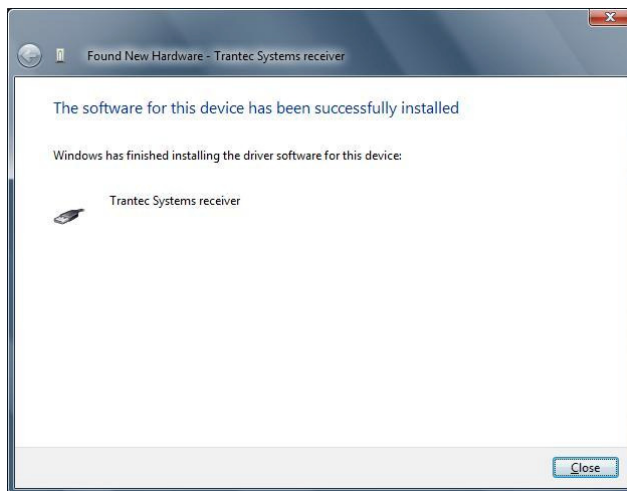 Found New Hardware - Trantec Systems receiver
The software for this device has been successfully installed
Windows has finished installing the driver software for this device:
Trantec Systems receiver
Close